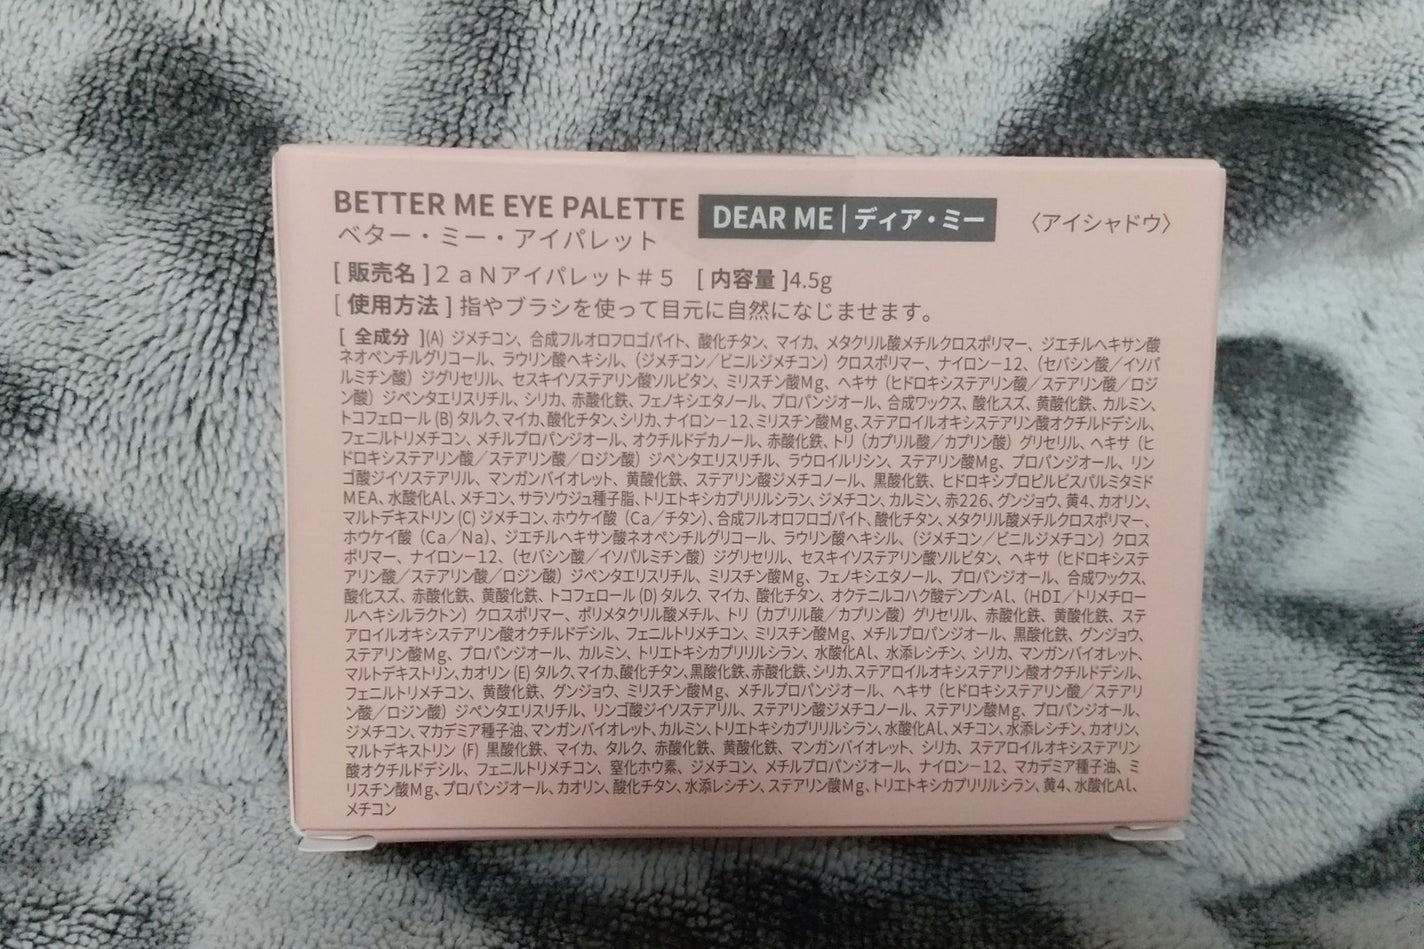 BETTER ME EYE PALETTE DEAR ME | ディア・ミー 〈アイシャドウ〉
ベター・ミー・アイパレット
[ 販売名 ] 2aNアイパレット#5 [ 内容量 ]4.5g
[ 使用方法 ] 指やブラシを使って目元に自然になじませます。
[ 全成分 ](A) ジメチコン、合成フルオロフロゴパイト、酸化チタン、マイカ、メタクリル酸メチルクロスポリマー、ジエチルヘキサン酸
ネオペンチルグリコール、ラウリン酸ヘキシル、(ジメチコン/ビニルジメチコン) クロスポリマー、ナイロン-12、(セバシン酸/イソパ
ルミチン酸) ジグリセリル、セスキイソステアリン酸ソルビタン、ミリスチン酸Mg、ヘキサ (ヒドロキシステアリン酸/ステアリン酸/ロジ
ン酸) ジペンタエリスリチル、シリカ、赤酸化鉄、フェノキシエタノール、プロパンジオール、合成ワックス、酸化スズ、黄酸化鉄、カルミン、
トコフェロール (B) タルク、マイカ、酸化チタン、シリカ、ナイロン-12、ミリスチン酸Mg、ステアロイルオキシステアリン酸オクチルドデシル、
フェニルトリメチコン、メチルプロパンジオール、オクチルドデカノール、赤酸化鉄、トリ (カプリル酸/カプリン酸) グリセリル、ヘキサ (ヒ
ドロキシステアリン酸/ステアリン酸/ロジン酸) ジペンタエリスリチル、ラウロイルリシン、ステアリン酸Mg、プロパンジオール、リン
ゴ酸ジイソステアリル、マンガンバイオレット、黄酸化鉄、ステアリン酸ジメチコノール、黒酸化鉄、ヒドロキシプロピルビスパルミタミド
MEA、水酸化Al、メチコン、サラソウジュ種子脂、トリエトキシカプリリルシラン、ジメチコン、カルミン、赤226、グンジョウ、黄4、カオリン、
マルトデキストリン (C) ジメチコン、ホウケイ酸 (Ca/チタン)、合成フルオロフロゴパイト、酸化チタン、メタクリル酸メチルクロスポリマー、
ホウケイ酸 (Ca/Na)、ジエチルヘキサン酸ネオペンチルグリコール、ラウリン酸ヘキシル、(ジメチコン/ビニルジメチコン) クロス
ポリマー、ナイロン-12、(セバシン酸/イソパルミチン酸) ジグリセリル、セスキイソステアリン酸ソルビタン、ヘキサ (ヒドロキシステ
アリン酸/ステアリン酸/ロジン酸) ジペンタエリスリチル、ミリスチン酸Mg、フェノキシエタノール、プロパンジオール、合成ワックス、
酸化スズ、赤酸化鉄、黄酸化鉄、トコフェロール (D) タルク、マイカ、酸化チタン、オクテニルコハク酸デンプンAl、(HDI/トリメチロー
ルヘキシルラクトン) クロスポリマー、ポリメタクリル酸メチル、トリ (カプリル酸/カプリン酸) グリセリル、赤酸化鉄、黄酸化鉄、ステ
アロイルオキシステアリン酸オクチルドデシル、フェニルトリメチコン、ミリスチン酸Mg、メチルプロパンジオール、黒酸化鉄、グンジョウ、
ステアリン酸Mg、プロパンジオール、カルミン、トリエトキシカプリリルシラン、水酸化Al、水添レシチン、シリカ、マンガンバイオレット、
マルトデキストリン、カオリン (E) タルク、マイカ、酸化チタン、黒酸化鉄、赤酸化鉄、シリカ、ステアロイルオキシステアリン酸オクチルドデシル、
フェニルトリメチコン、黄酸化鉄、グンジョウ、ミリスチン酸Mg、メチルプロパンジオール、ヘキサ (ヒドロキシステアリン酸/ステアリ
ン酸/ロジン酸) ジペンタエリスリチル、リンゴ酸ジイソステアリル、ステアリン酸ジメチコノール、ステアリン酸Mg、プロパンジオール、
ジメチコン、マカデミア種子油、マンガンバイオレット、カルミン、トリエトキシカプリリルシラン、水酸化Al、メチコン、水添レシチン、カオリン、
マルトデキストリン (F) 黒酸化鉄、マイカ、タルク、赤酸化鉄、黄酸化鉄、マンガンバイオレット、シリカ、ステアロイルオキシステアリン
酸オクチルドデシル、フェニルトリメチコン、窒化ホウ素、ジメチコン、メチルプロパンジオール、ナイロン-12、マカデミア種子油、ミ
リスチン酸Mg、プロパンジオール、カオリン、酸化チタン、水添レシチン、ステアリン酸Mg、トリエトキシカプリリルシラン、黄4、水酸化Al、
メチコン